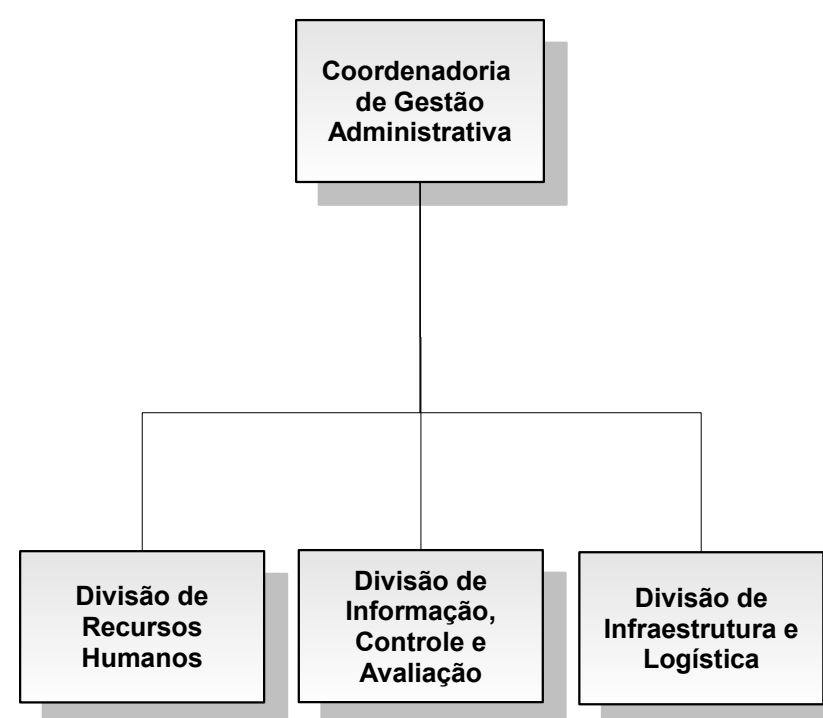 Coordenadoria
de Gestão
Administrativa
Divisão de
Recursos
Humanos
Divisão de
Informação,
Controle e
Avaliação
Divisão de
Infraestrutura e
Logística